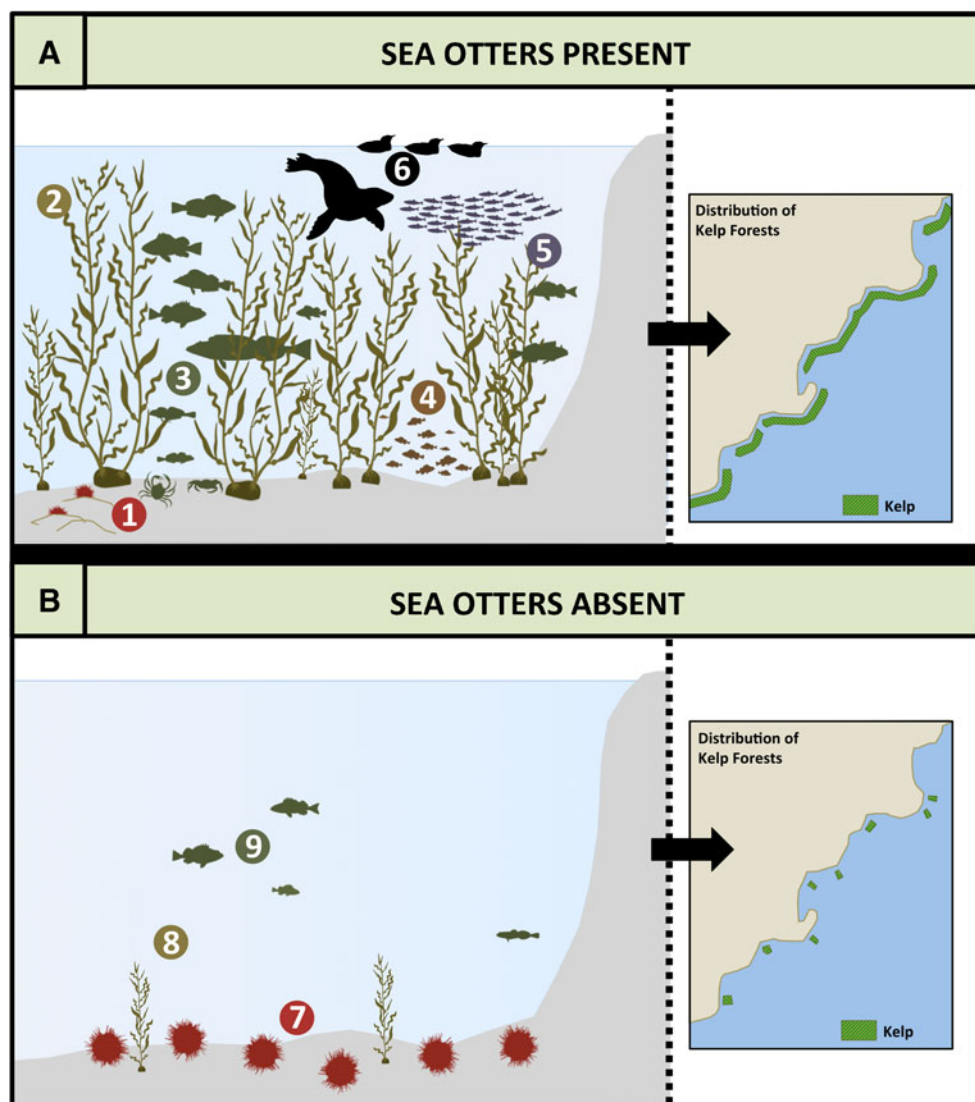 A
SEA OTTERS PRESENT
2
6
5
3
4
1
Distribution of
Kelp Forests
Kelp
B
SEA OTTERS ABSENT
9
8
7
Distribution of
Kelp Forests
Kelp